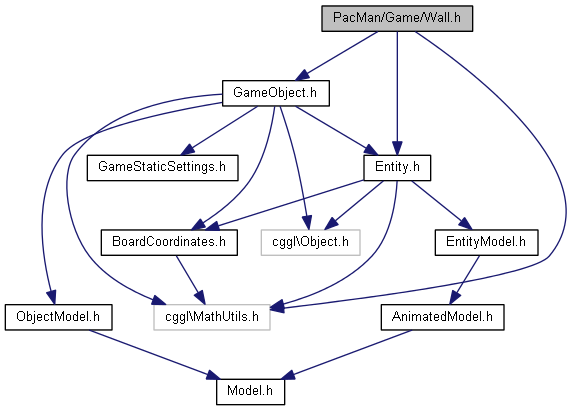 PacMan/Game/Wall.h
GameObject.h
GameStaticSettings.h
Entity.h
BoardCoordinates.h
cggl\Object.h
EntityModel.h
ObjectModel.h
cggl\MathUtils.h
AnimatedModel.h
Model.h